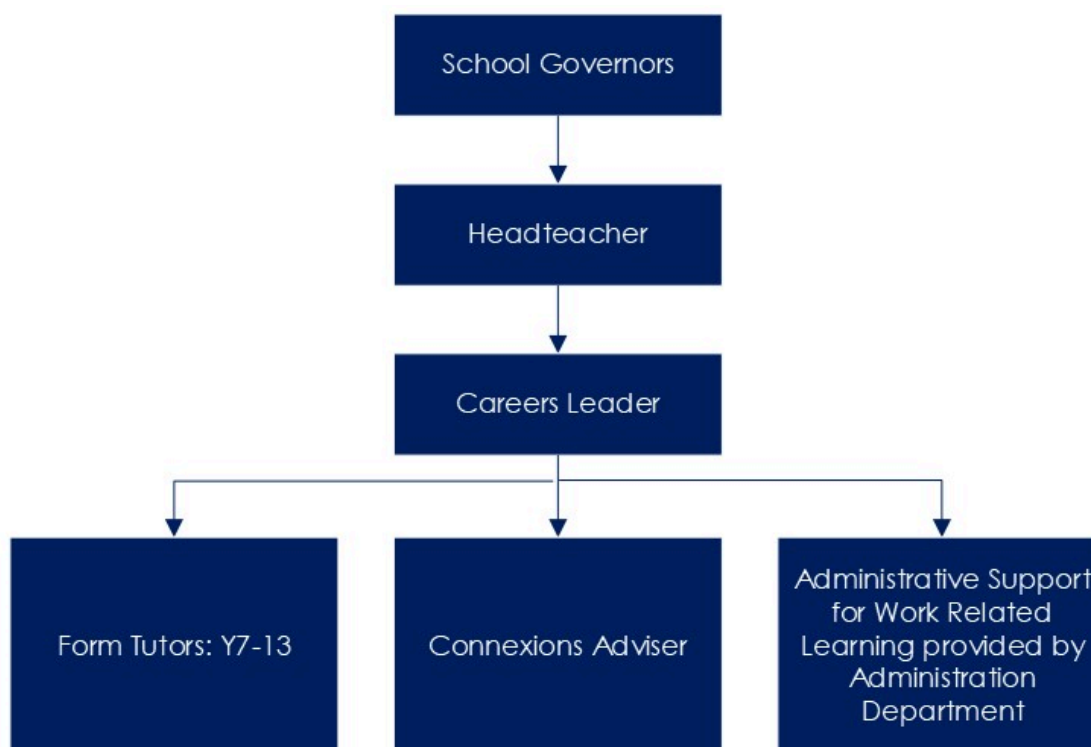 School Governors
Headteacher
Careers Leader
Form Tutors: Y7-13
Connexions Adviser
Administrative Support
for Work Related
Learning provided by
Administration
Department